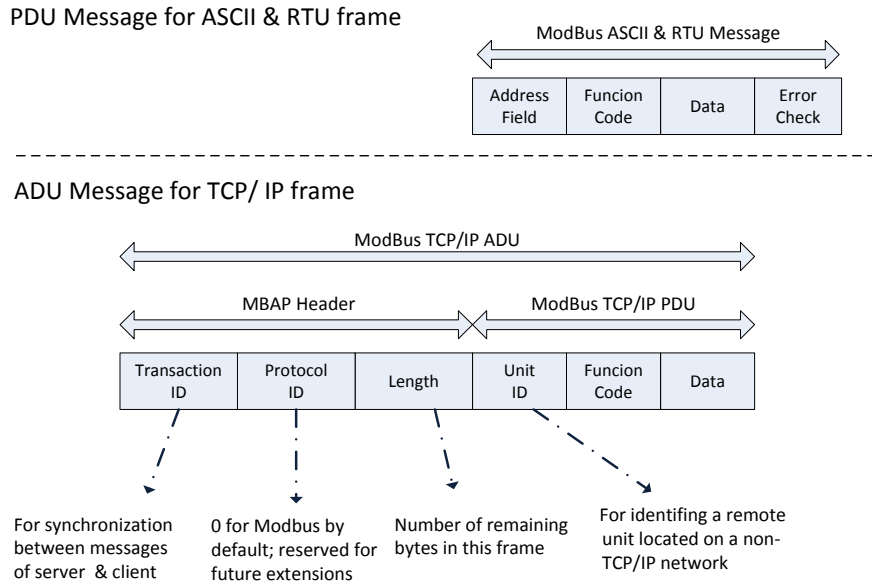 PDU Message for ASCII & RTU frame
ModBus ASCII & RTU Message
Address
Field
Funcion
Code
Data
Error
Check
ADU Message for TCP/ IP frame
ModBus TCP/IP ADU
MBAP Header
ModBus TCP/IP PDU
Transaction
ID
Protocol
ID
Length
Unit
ID
Funcion
Code
Data
For synchronization
between messages
of server & client
0 for Modbus by
default; reserved for
future extensions
Number of remaining
bytes in this frame
For identifing a remote
unit located on a non-
TCP/IP network